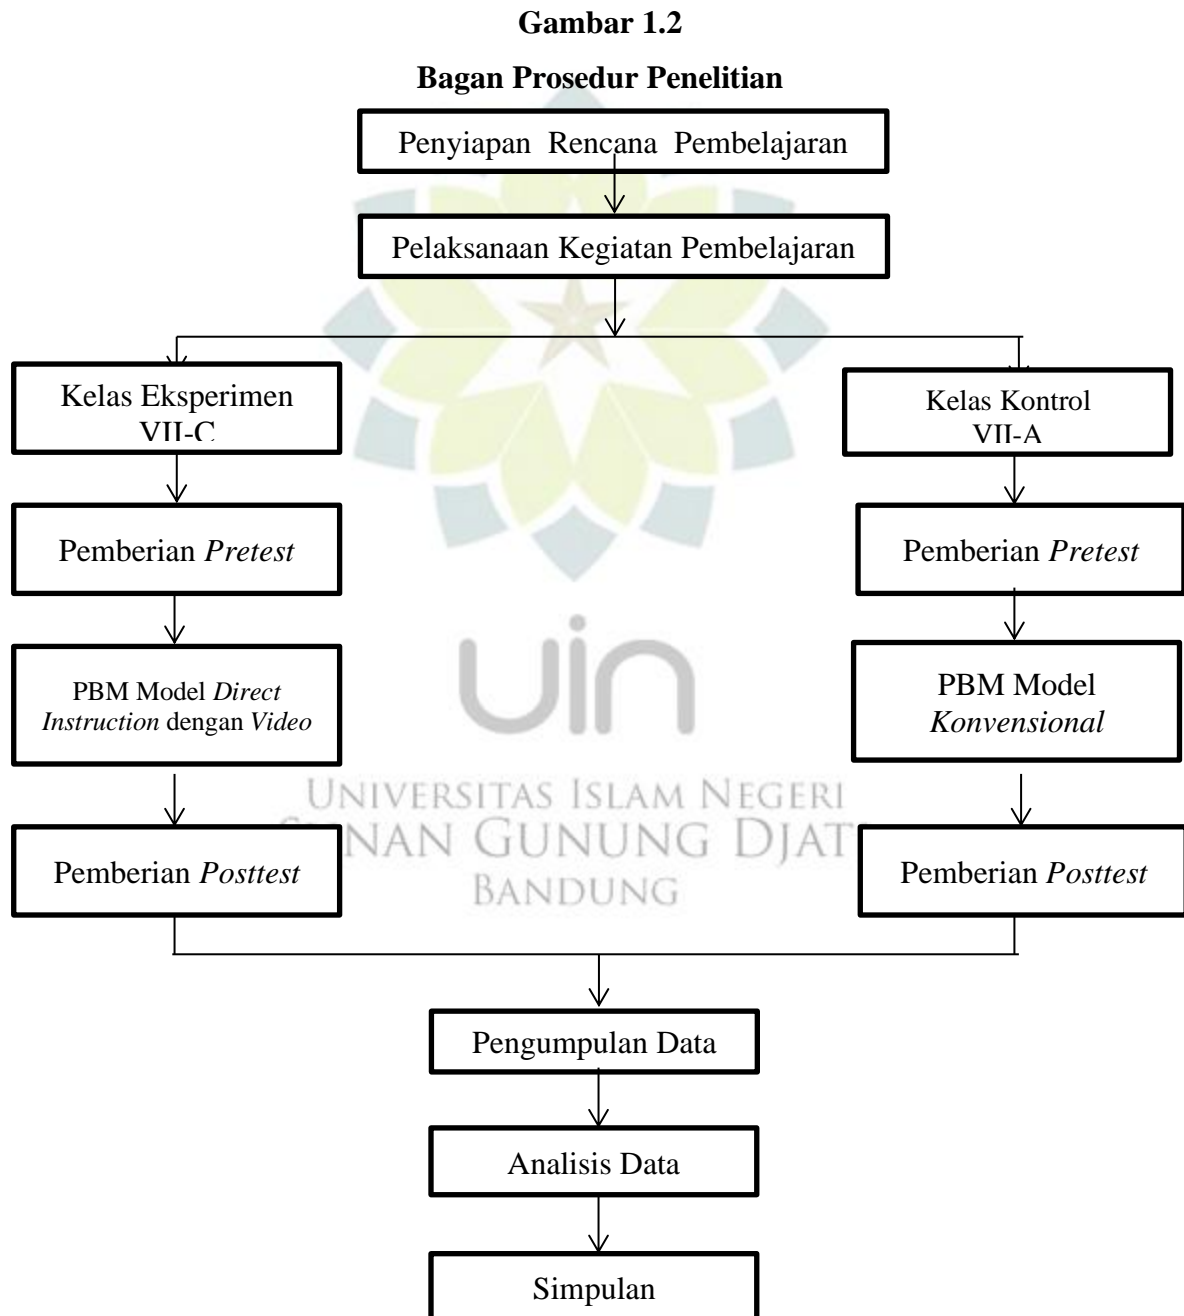 Gambar 1.2
Bagan Prosedur Penelitian
Penyiapan Rencana Pembelajaran
Pelaksanaan Kegiatan Pembelajaran
Kelas Eksperimen
VII-C
Kelas Kontrol
VII-A
Pemberian Pretest
Pemberian Pretest
PBM Model Direct
Instruction dengan Video
PBM Model
Konvensional
uin
UNIVERSITAS ISLAM NEGERI
SUNAN GUNUNG DJATI
BANDUNG
Pemberian Posttest
Pemberian Posttest
Pengumpulan Data
Analisis Data
Simpulan